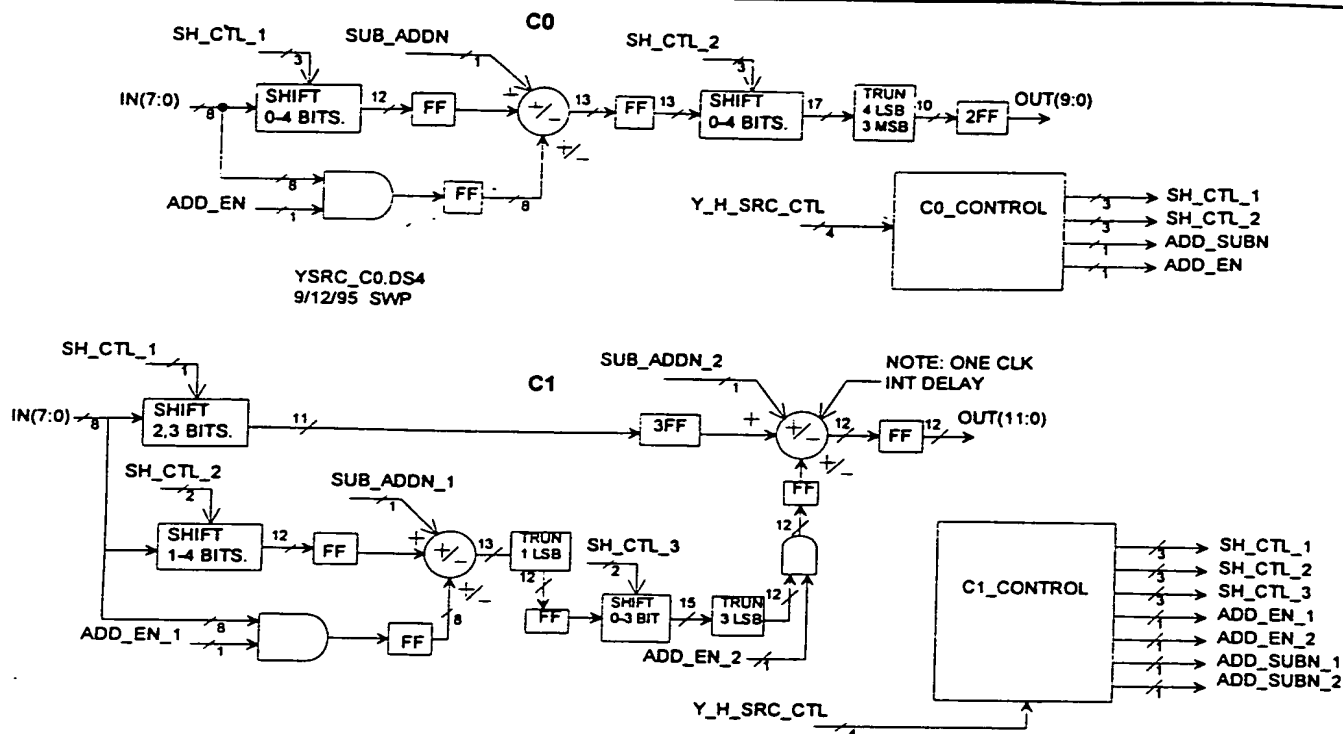 C0
SH_CTL_1
3
SUB_ADDN
1
SH_CTL_2
3
IN(7:0)
8
SHIFT
0-4 BITS.
12
FF
+
+/-
13
FF
13
SHIFT
0-4 BITS.
17
TRUN
4 LSB
3 MSB
10
2FF
OUT(9:0)
+/-
8
ADD_EN
1
FF
8
Y_H_SRC_CTL
4
C0_CONTROL
3
SH_CTL_1
3
SH_CTL_2
1
ADD_SUBN
1
ADD_EN
YSRC_C0.DS4
9/12/95 SWP
C1
SH_CTL_1
1
SUB_ADDN_2
1
NOTE: ONE CLK
INT DELAY
IN(7:0)
8
SHIFT
2,3 BITS.
11
3FF
+
+/-
12
FF
12
OUT(11:0)
+/-
FF
12
SH_CTL_2
2
SUB_ADDN_1
1
SHIFT
1-4 BITS.
12
FF
+
+/-
13
TRUN
1 LSB
12
+/-
SH_CTL_3
2
FF
SHIFT
0-3 BIT
15
TRUN
3 LSB
12
8
ADD_EN_1
1
FF
8
ADD_EN_2
1
C1_CONTROL
3
SH_CTL_1
3
SH_CTL_2
3
SH_CTL_3
1
ADD_EN_1
1
ADD_EN_2
1
ADD_SUBN_1
1
ADD_SUBN_2
Y_H_SRC_CTL
4